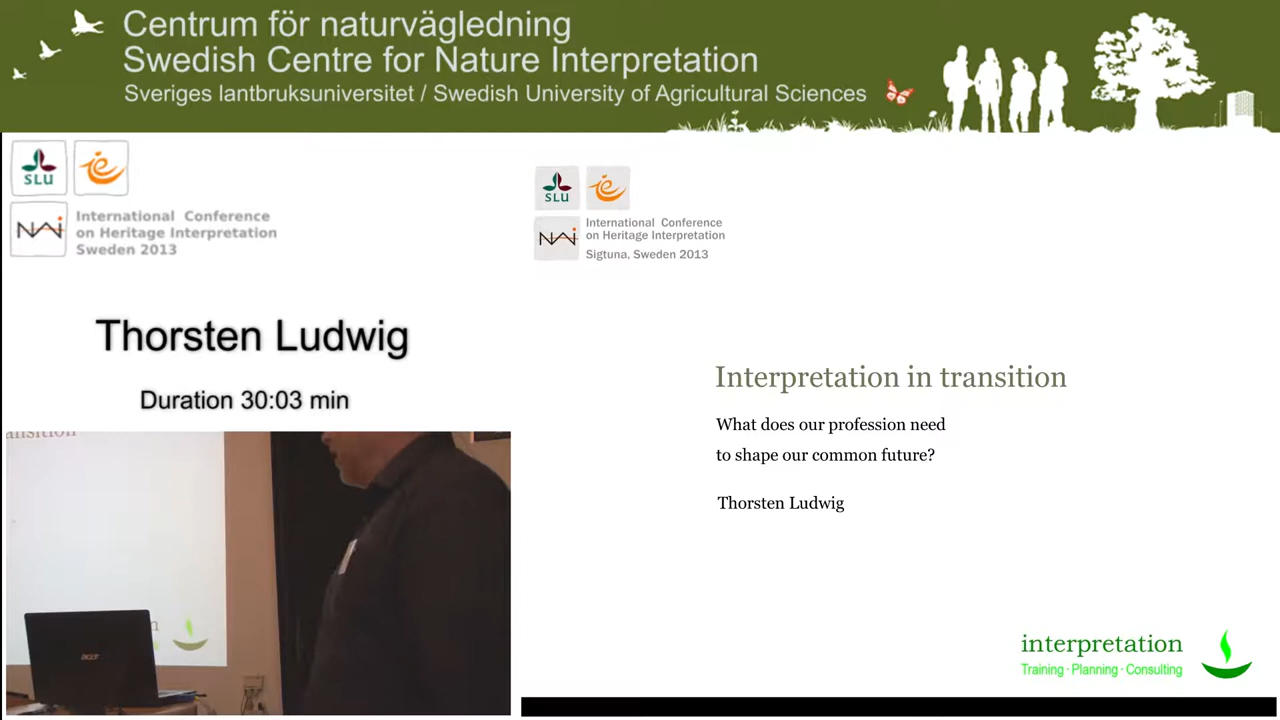 Centrum för naturvägledning
Swedish Centre for Nature Interpretation
Sveriges lantbruksuniversitet / Swedish University of Agricultural Sciences
SLU
NAI
International Conference
on Heritage Interpretation
Sweden 2013
Thorsten Ludwig
Duration 30:03 min
acer
SLU
NAI
International Conference
on Heritage Interpretation
Sigtuna, Sweden 2013
Interpretation in transition
What does our profession need
to shape our common future?
Thorsten Ludwig
interpretation
Training · Planning · Consulting